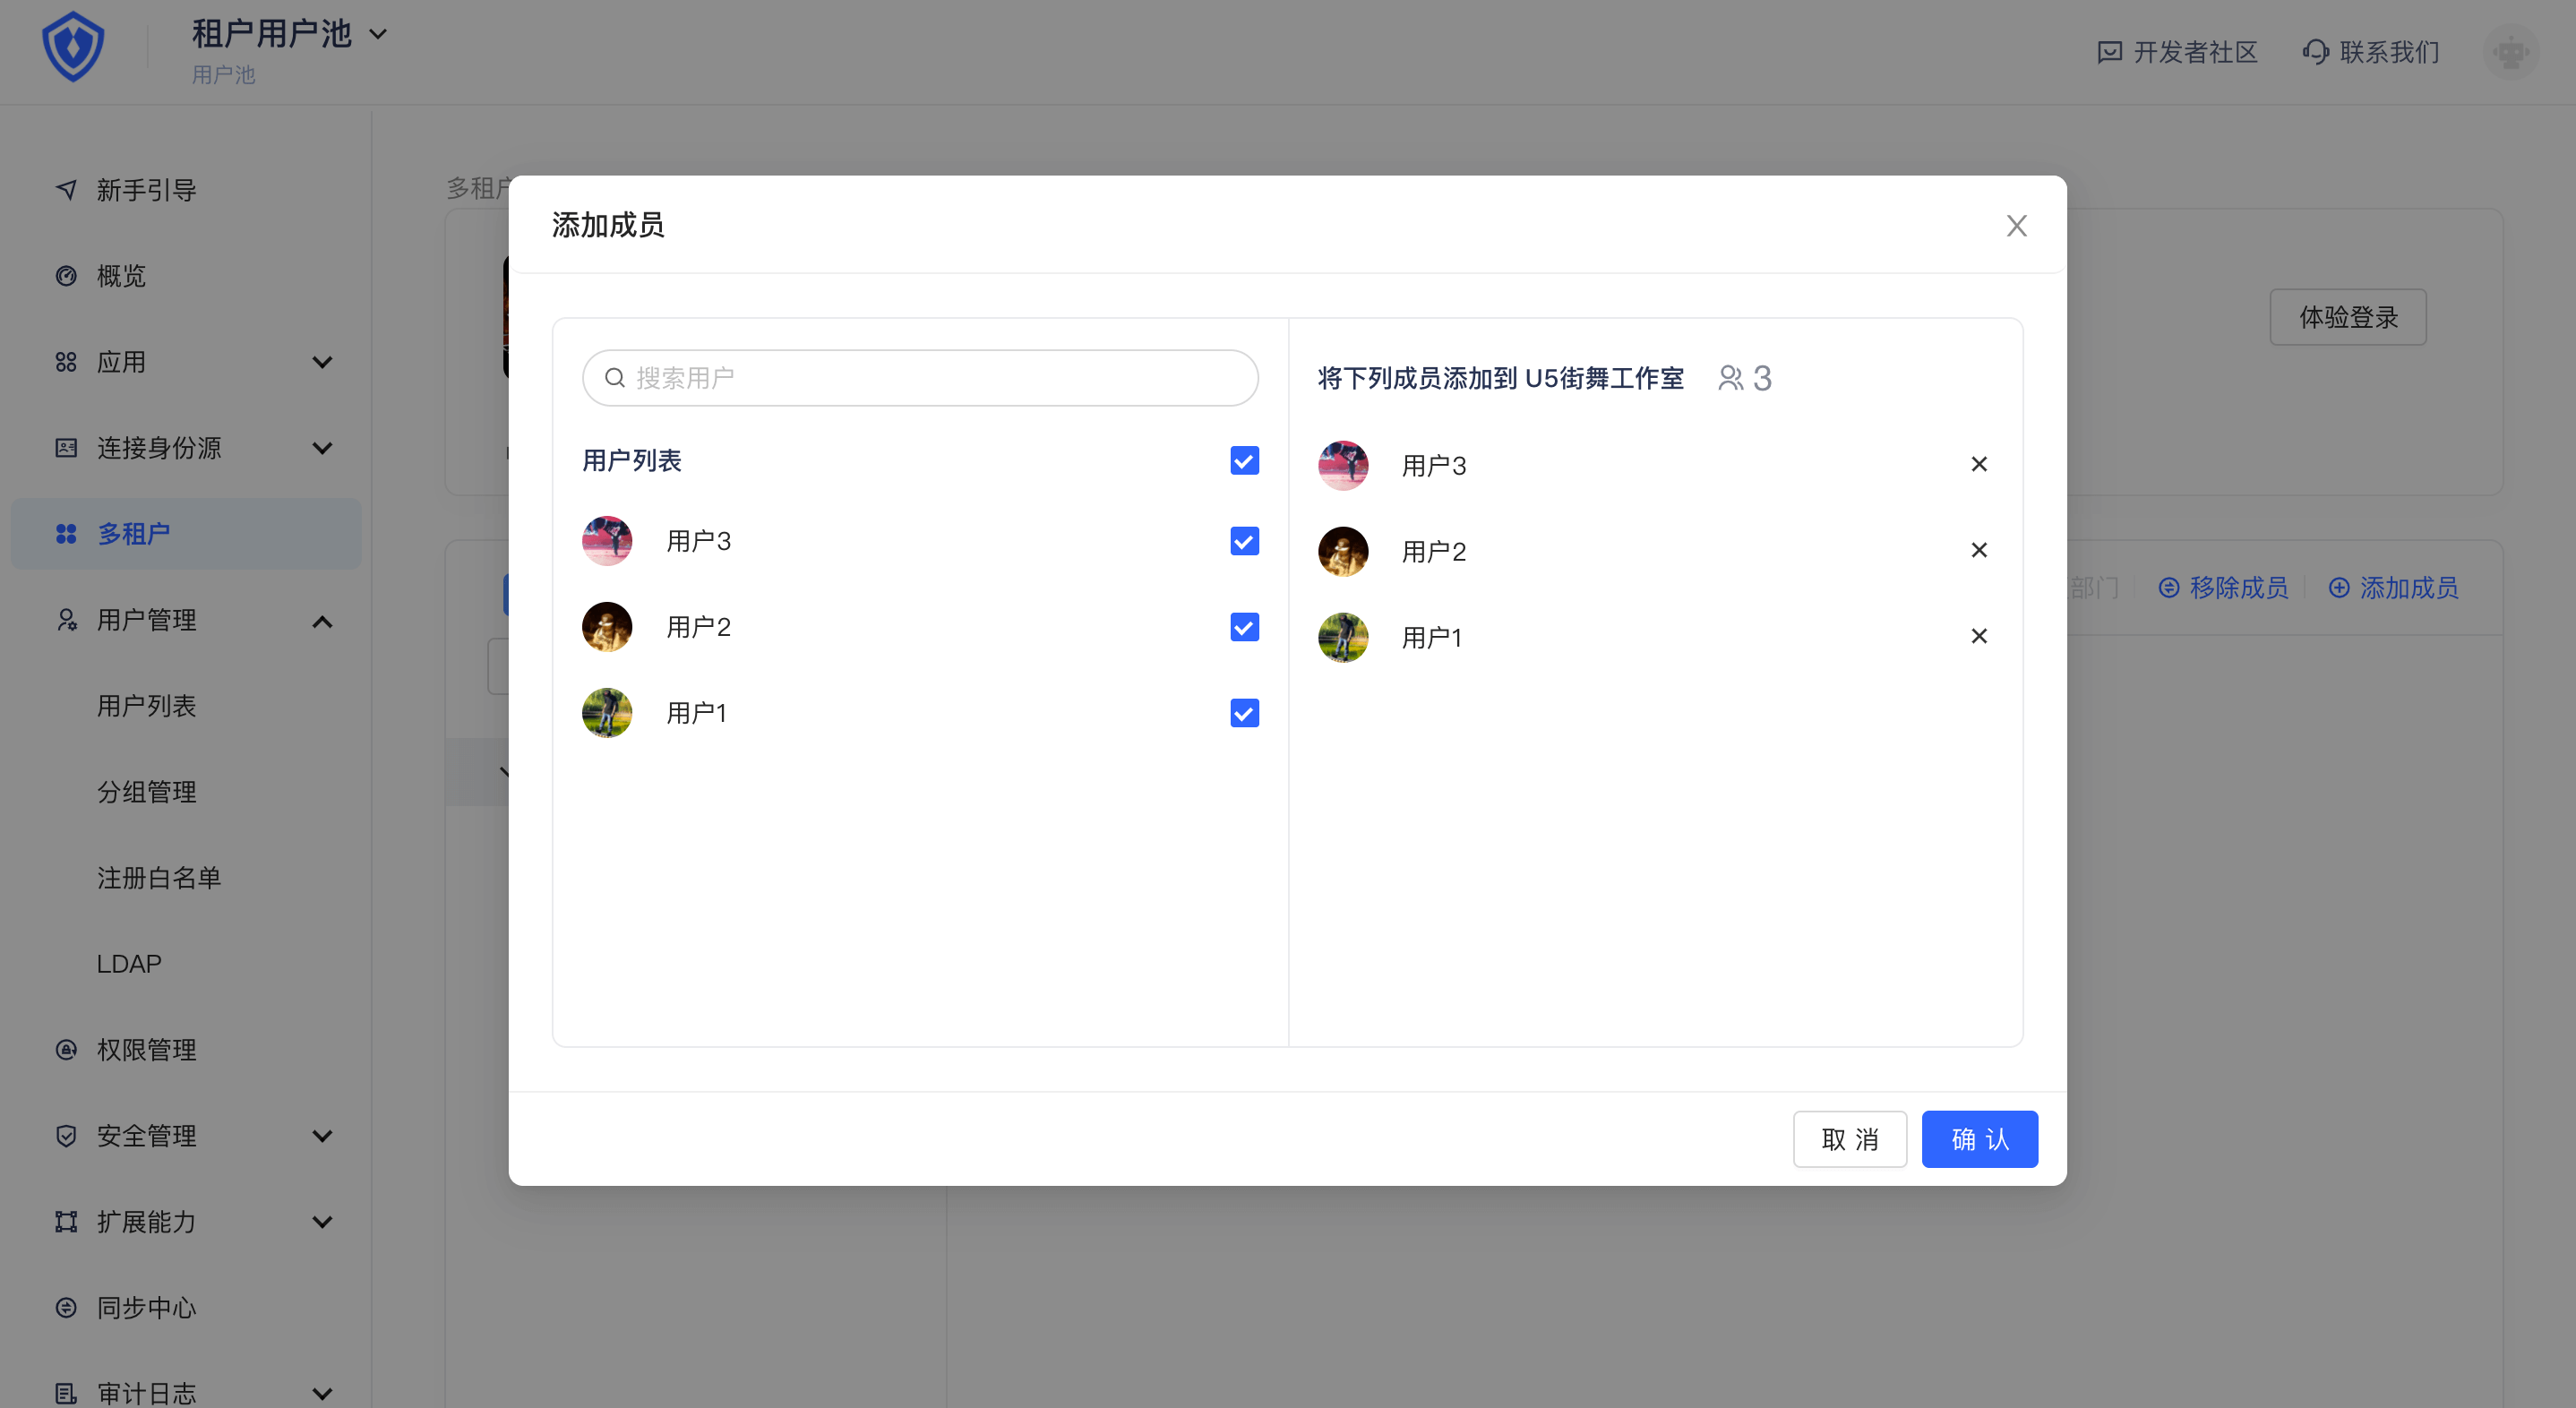 租户用户池
用户池
开发者社区
联系我们
新手引导
概览
应用
连接身份源
多租户
用户管理
用户列表
分组管理
注册白名单
LDAP
权限管理
安全管理
扩展能力
同步中心
审计日志
多租户
体验登录
部门
移除成员
添加成员
添加成员
搜索用户
用户列表
用户3
用户2
用户1
将下列成员添加到 U5街舞工作室 3
用户3
用户2
用户1
取 消
确 认